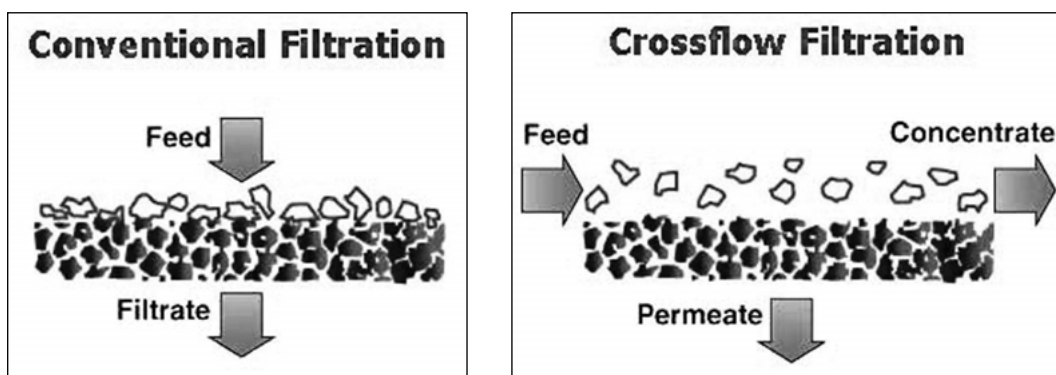 Conventional Filtration
Feed
Filtrate
Crossflow Filtration
Feed
Concentrate
Permeate